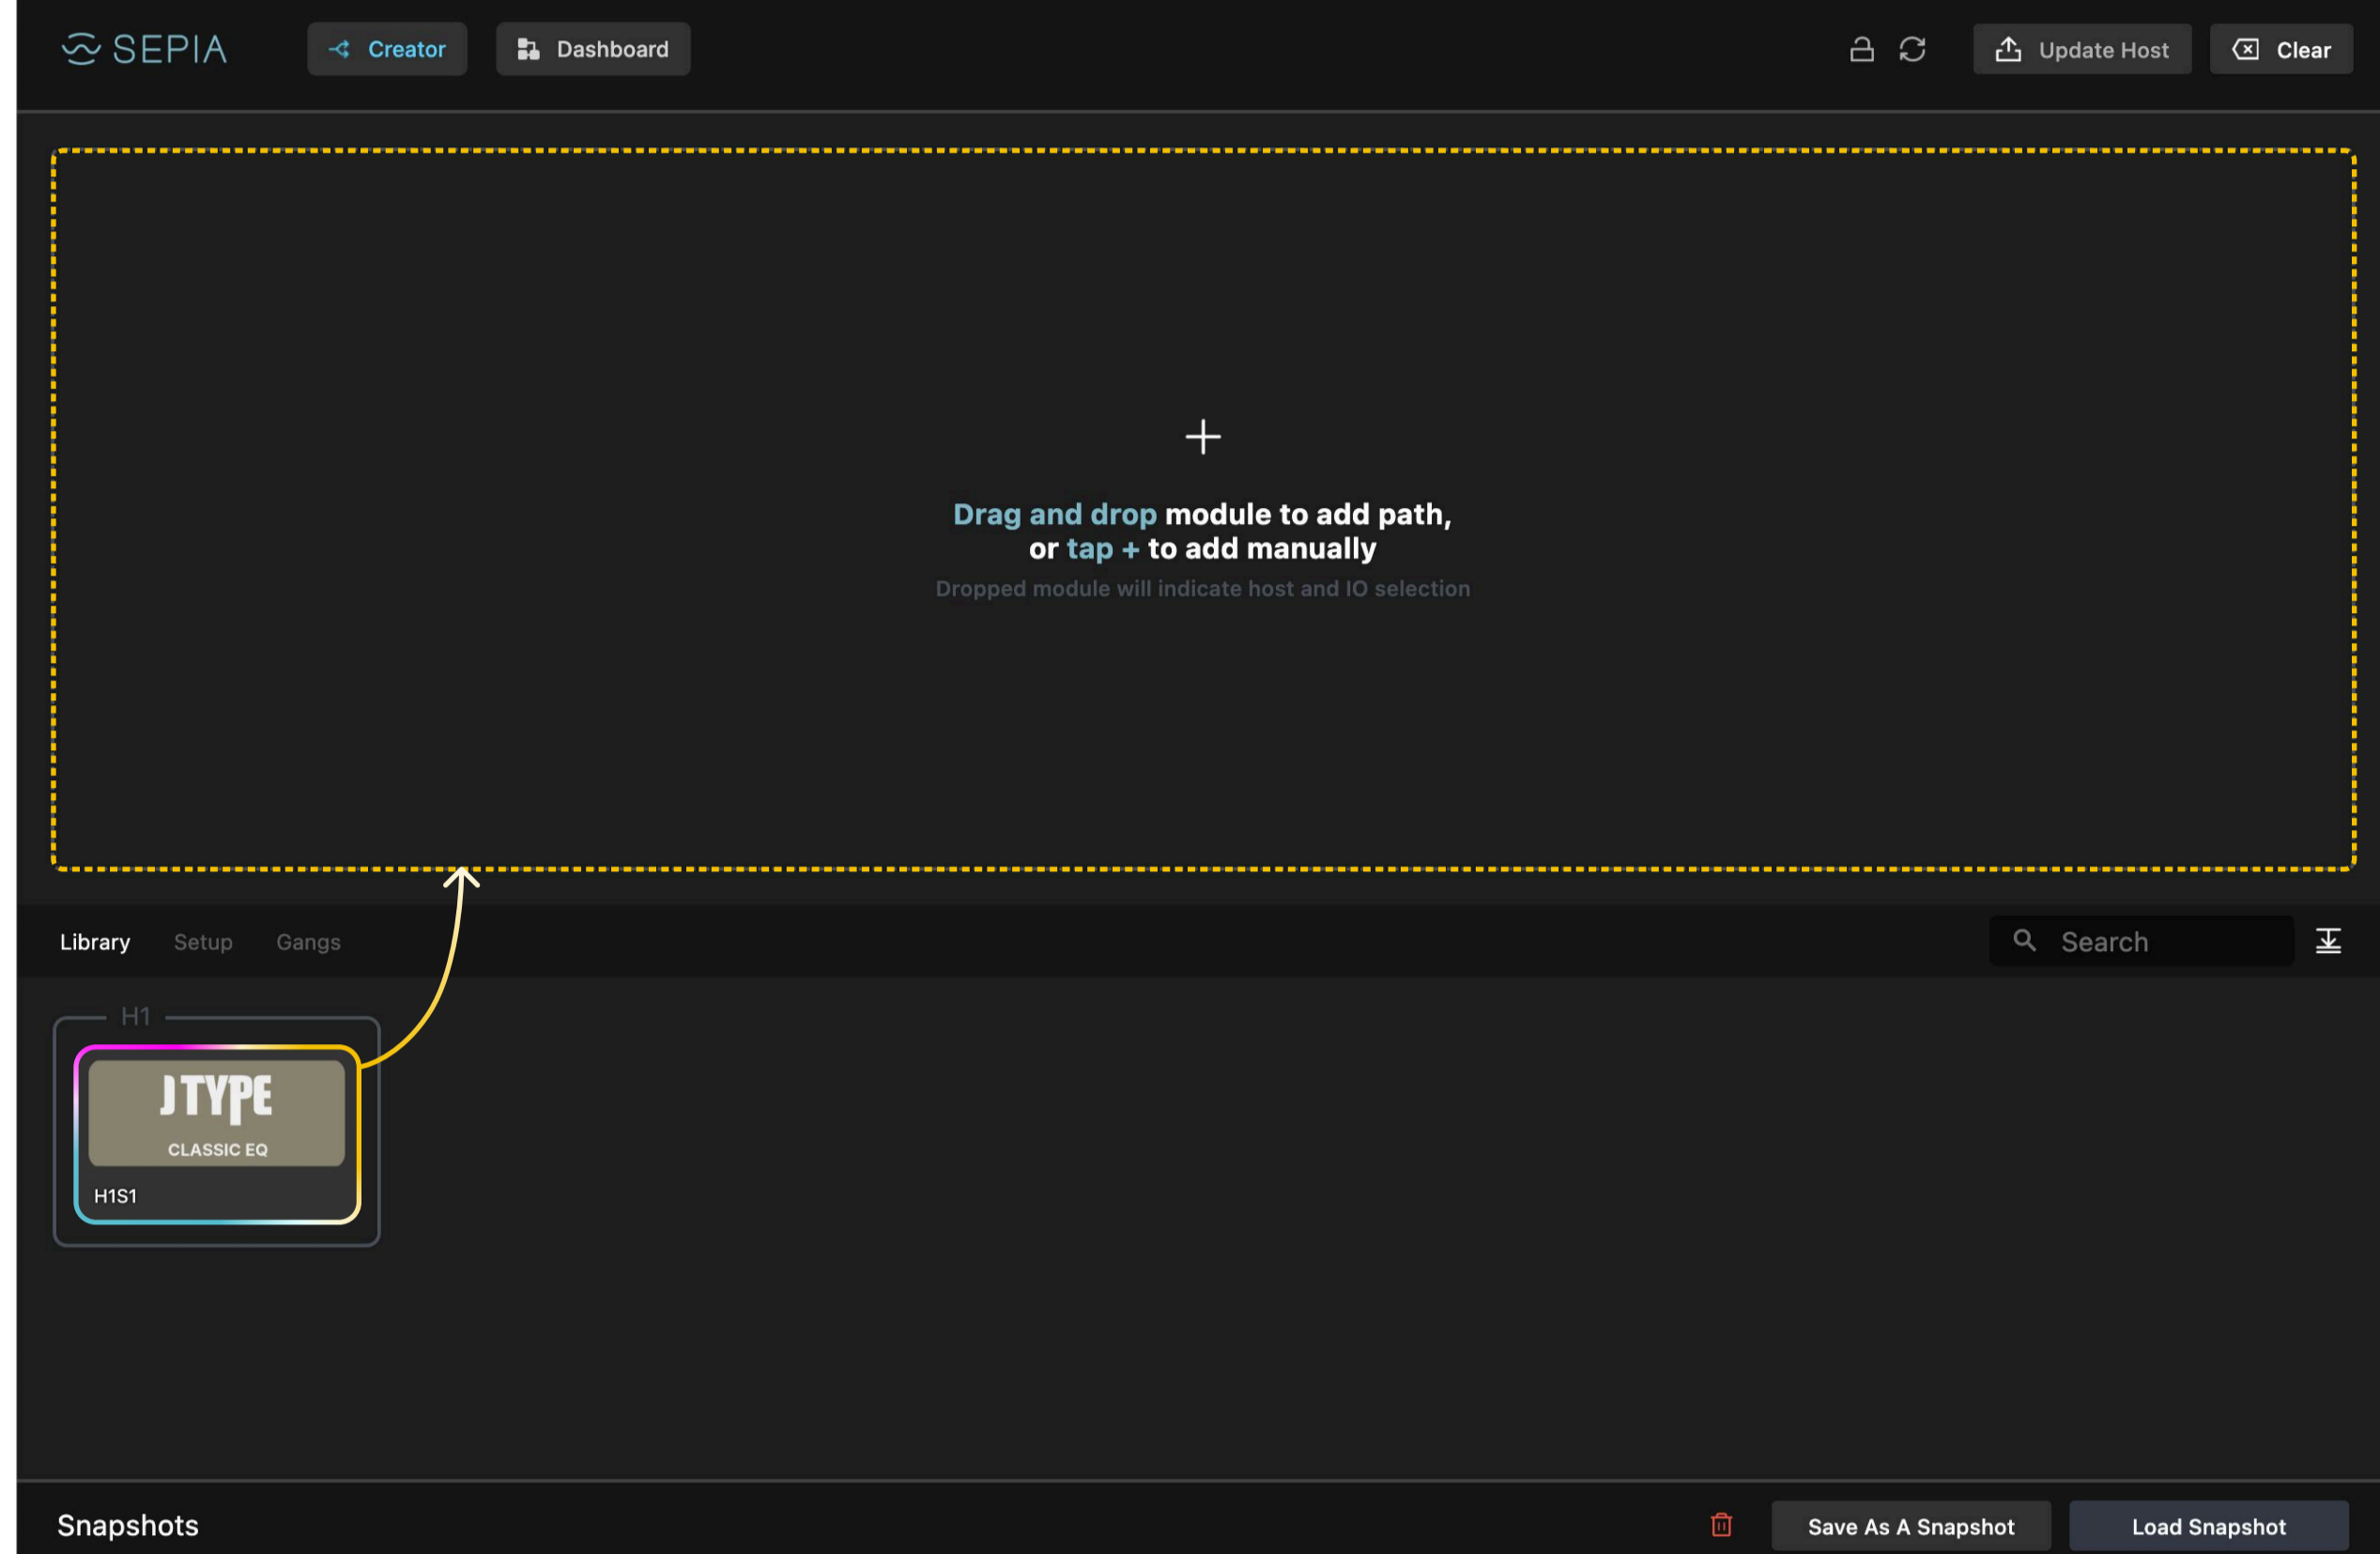 SEPIA
Creator
Dashboard
Update Host
Clear
Drag and drop module to add path,
or tap + to add manually
Dropped module will indicate host and IO selection
Library
Setup
Gangs
Search
H1
JTYPE
CLASSIC EQ
H1S1
Snapshots
Save As A Snapshot
Load Snapshot